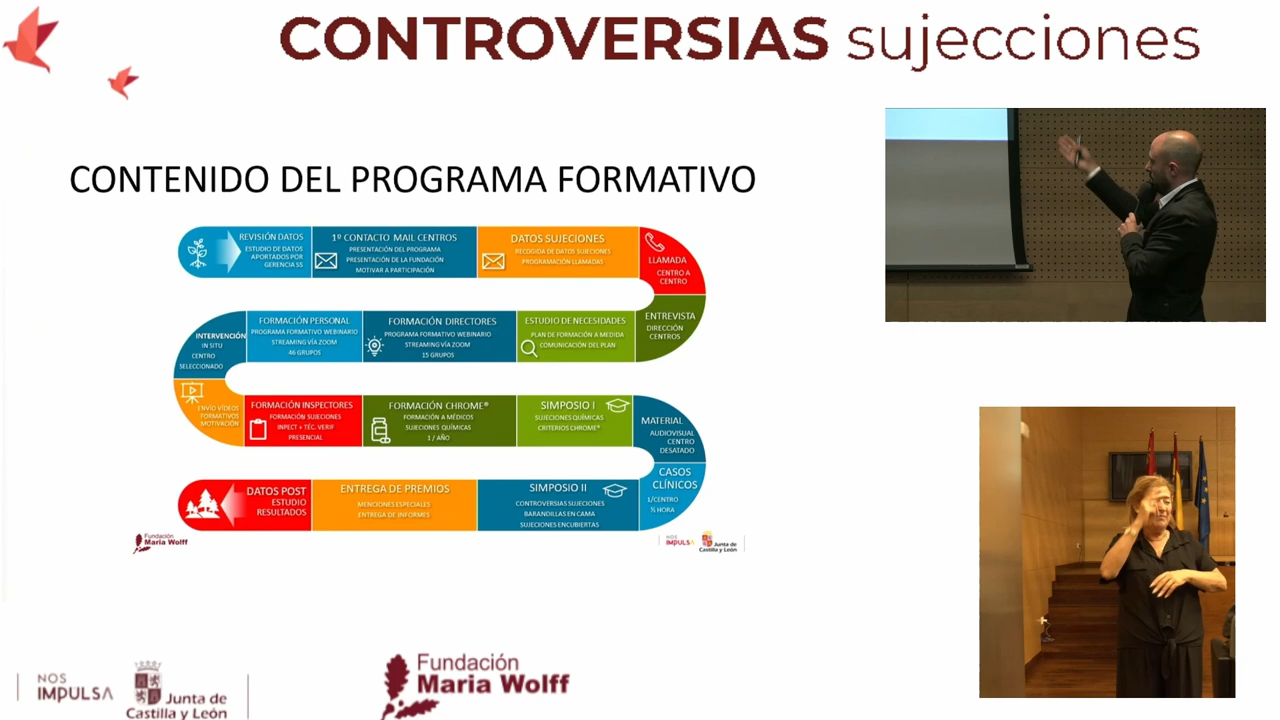 CONTROVERSIAS sujecciones
CONTENIDO DEL PROGRAMA FORMATIVO
REVISIÓN DATOS
ESTUDIO DE DATOS
APORTADOS POR
GERENCIA SS
1º CONTACTO MAIL CENTROS
PRESENTACIÓN DEL PROGRAMA
PRESENTACIÓN DE LA FUNDACIÓN
MOTIVAR A PARTICIPACIÓN
DATOS SUJECIONES
RECOGIDA DE DATOS SUJECIONES
PROGRAMACIÓN LLAMADAS
LLAMADA
CENTRO A
CENTRO
ENTREVISTA
DIRECCIÓN
CENTROS
ESTUDIO DE NECESIDADES
PLAN DE FORMACIÓN A MEDIDA
COMUNICACIÓN DEL PLAN
FORMACIÓN DIRECTORES
PROGRAMA FORMATIVO WEBINARIO
STREAMING VÍA ZOOM
15 GRUPOS
FORMACIÓN PERSONAL
PROGRAMA FORMATIVO WEBINARIO
STREAMING VÍA ZOOM
46 GRUPOS
INTERVENCIÓN
IN SITU
CENTRO
SELECCIONADO
ENVÍO VÍDEOS
FORMATIVOS
MOTIVACIÓN
FORMACIÓN INSPECTORES
FORMACIÓN SUJECIONES
INPECT + TÉC. VERIF
PRESENCIAL
FORMACIÓN CHROME®
FORMACIÓN A MÉDICOS
SUJECIONES QUÍMICAS
1 / AÑO
SIMPOSIO I
SUJECIONES QUÍMICAS
CRITERIOS CHROME®
MATERIAL
AUDIOVISUAL
CENTRO
DESATADO
CASOS
CLÍNICOS
1/CENTRO
½ HORA
SIMPOSIO II
CONTROVERSIAS SUJECIONES
BARANDILLAS EN CAMA
SUJECIONES ENCUBIERTAS
ENTREGA DE PREMIOS
MENCIONES ESPECIALES
ENTREGA DE INFORMES
DATOS POST
ESTUDIO
RESULTADOS
Fundación
Maria Wolff
NOS
IMPULSA
Junta de
Castilla y León
NOS
IMPULSA
Junta de
Castilla y León
Fundación
Maria Wolff